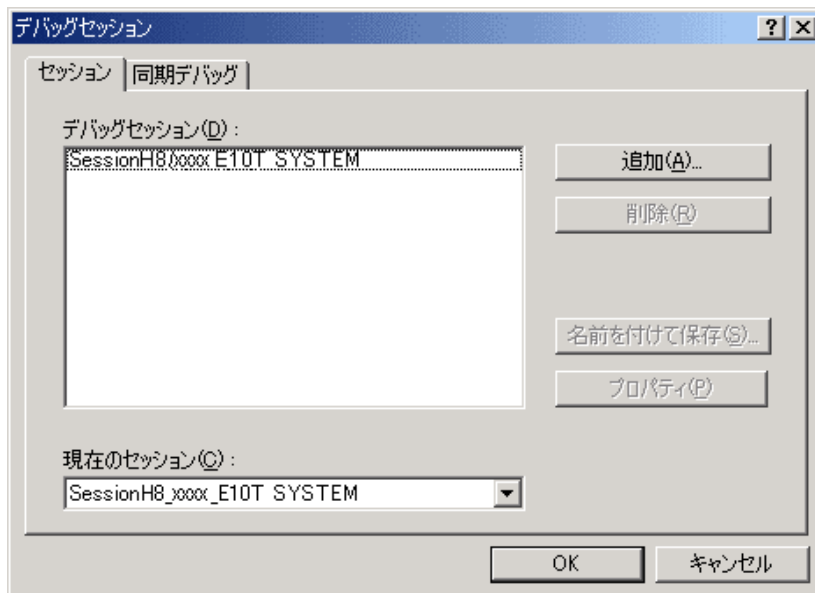 デバッグセッション
セッション
同期デバッグ
デバッグセッション(D):
SessionH8/xxxx E10T SYSTEM
追加(A)...
削除(R)
名前を付けて保存(S)...
プロパティ(P)
現在のセッション(C):
SessionH8_xxxx_E10T SYSTEM
OK
キャンセル